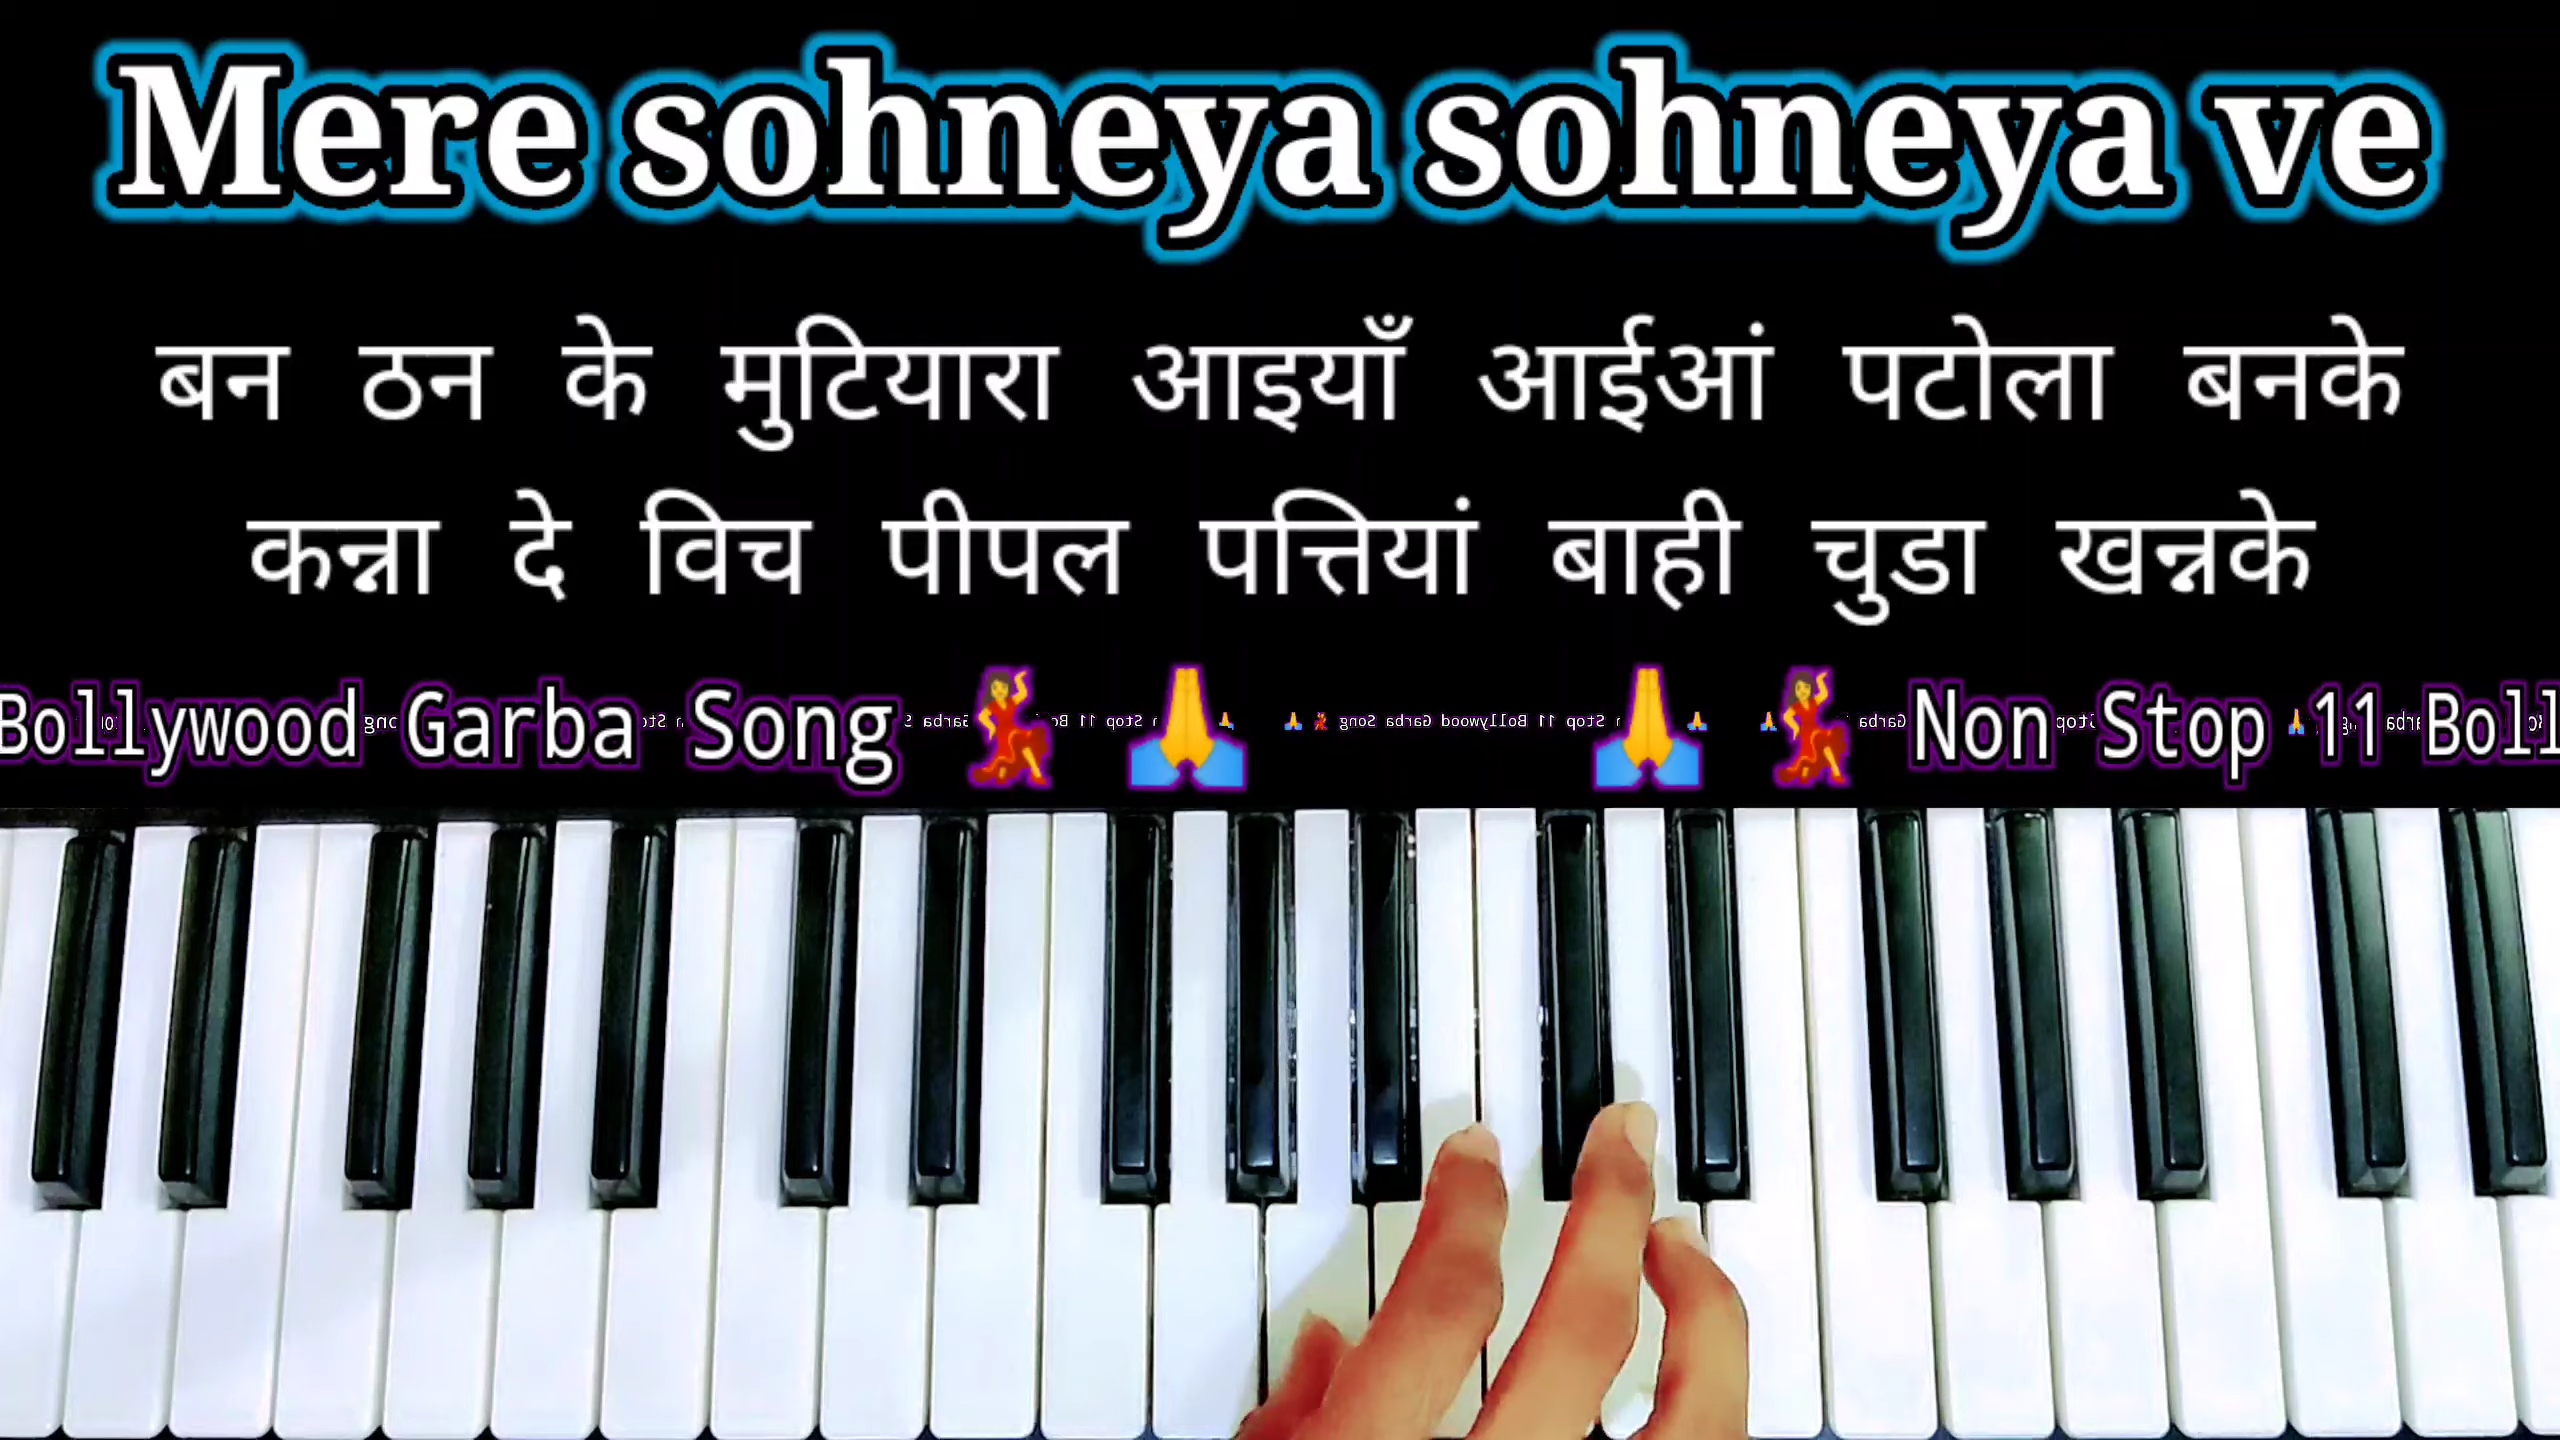 Mere sohneya sohneya ve
बन ठन के मुटियारा आइयाँ आईआं पटोला बनके
कन्ना दे विच पीपल पत्तियां बाही चुडा खन्नके
Bollywood Garba Song 💃 🙏 🙏 💃 Non Stop 11 Boll